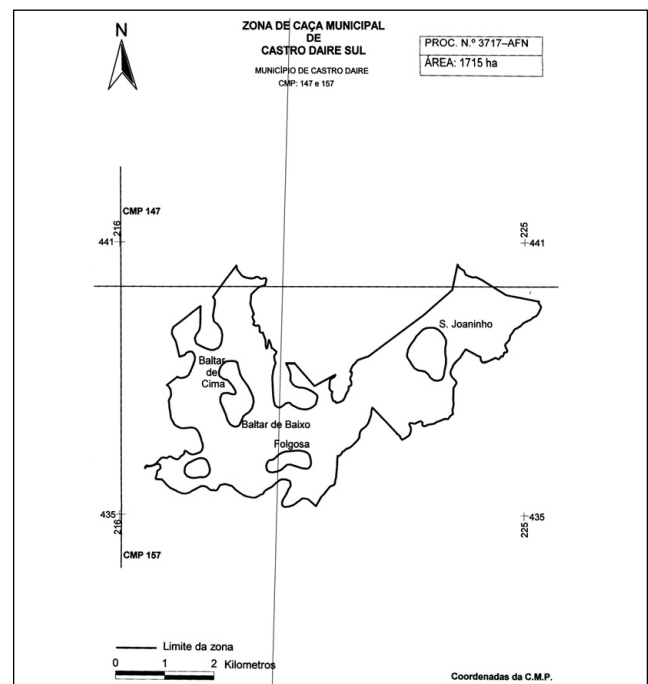 N
ZONA DE CAÇA MUNICIPAL
DE
CASTRO DAIRE SUL
MUNICÍPIO DE CASTRO DAIRE
CMP: 147 e 157
PROC. N.º 3717–AFN
ÁREA: 1715 ha
CMP 147
216
441
225
441
S. Joaninho
Baltar
de
Cima
Baltar de Baixo
Folgosa
435
216
435
225
CMP 157
Limite da zona
0 1 2 Kilometros
Coordenadas da C.M.P.